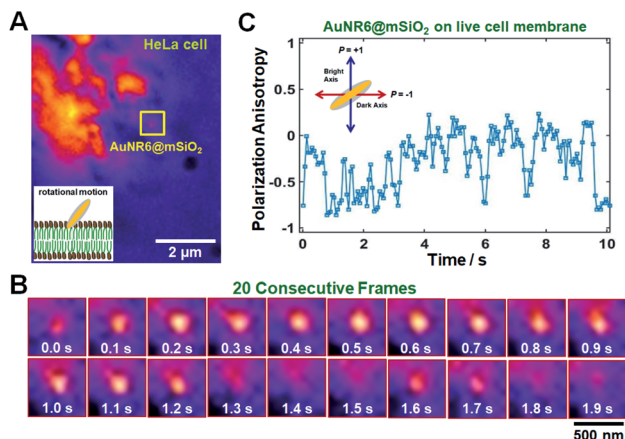 A
HeLa cell
AuNR6@mSiO₂
rotational motion
2 μm
C
AuNR6@mSiO₂ on live cell membrane
Polarization Anisotropy
1
0.5
0
-0.5
-1
P = +1
Bright
Axis
P = -1
Dark Axis
0 2 4 6 8 10
Time / s
B
20 Consecutive Frames
0.0 s 0.1 s 0.2 s 0.3 s 0.4 s 0.5 s 0.6 s 0.7 s 0.8 s 0.9 s
1.0 s 1.1 s 1.2 s 1.3 s 1.4 s 1.5 s 1.6 s 1.7 s 1.8 s 1.9 s
500 nm